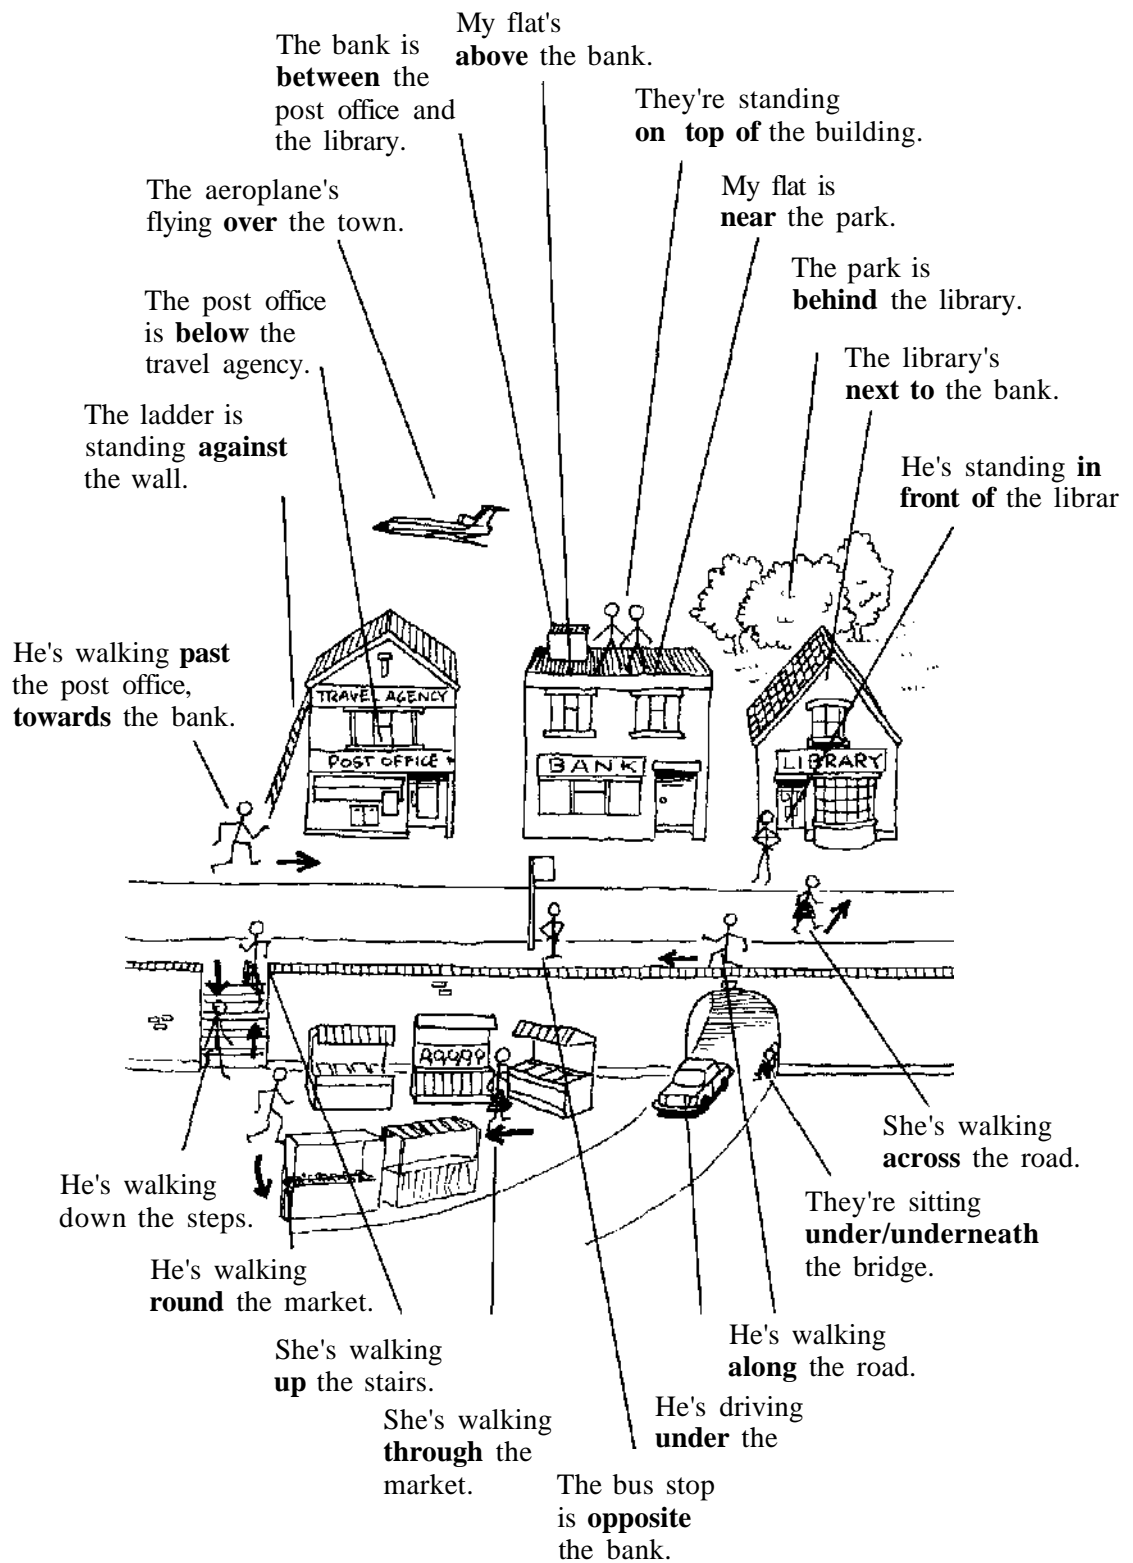 My flat's
above the bank.
The bank is
between the
post office and
the library.
They're standing
on top of the building.
The aeroplane's
flying over the town.
My flat is
near the park.
The park is
behind the library.
The post office
is below the
travel agency.
The library's
next to the bank.
The ladder is
standing against
the wall.
He's standing in
front of the librar
He's walking past
the post office,
towards the bank.
TRAVEL AGENCY
POST OFFICE
BANK
LIBRARY
She's walking
across the road.
He's walking
down the steps.
They're sitting
under/underneath
the bridge.
He's walking
round the market.
He's walking
along the road.
She's walking
up the stairs.
He's driving
under the
She's walking
through the
market.
The bus stop
is opposite
the bank.